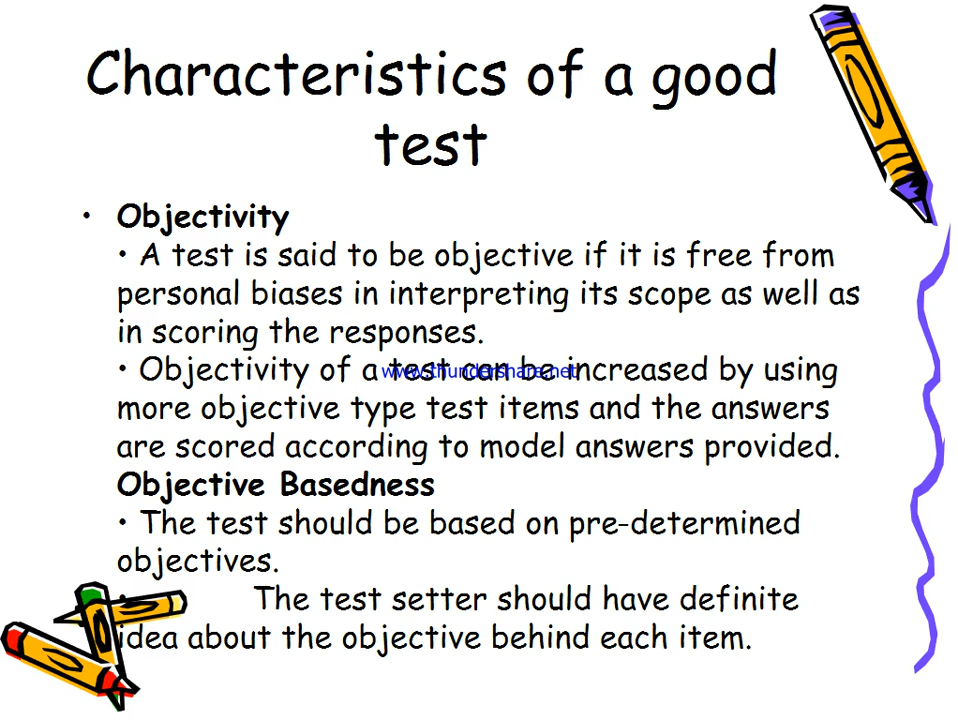 Characteristics of a good
test
• Objectivity
• A test is said to be objective if it is free from
personal biases in interpreting its scope as well as
in scoring the responses.
• Objectivity of a test can be increased by using
www.thundershare.net
more objective type test items and the answers
are scored according to model answers provided.
Objective Basedness
• The test should be based on pre-determined
objectives.
• The test setter should have definite
idea about the objective behind each item.